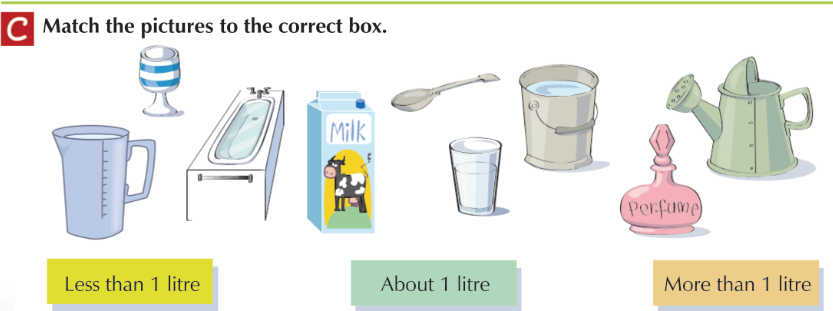 C Match the pictures to the correct box.
Milk
Perfume
Less than 1 litre
About 1 litre
More than 1 litre